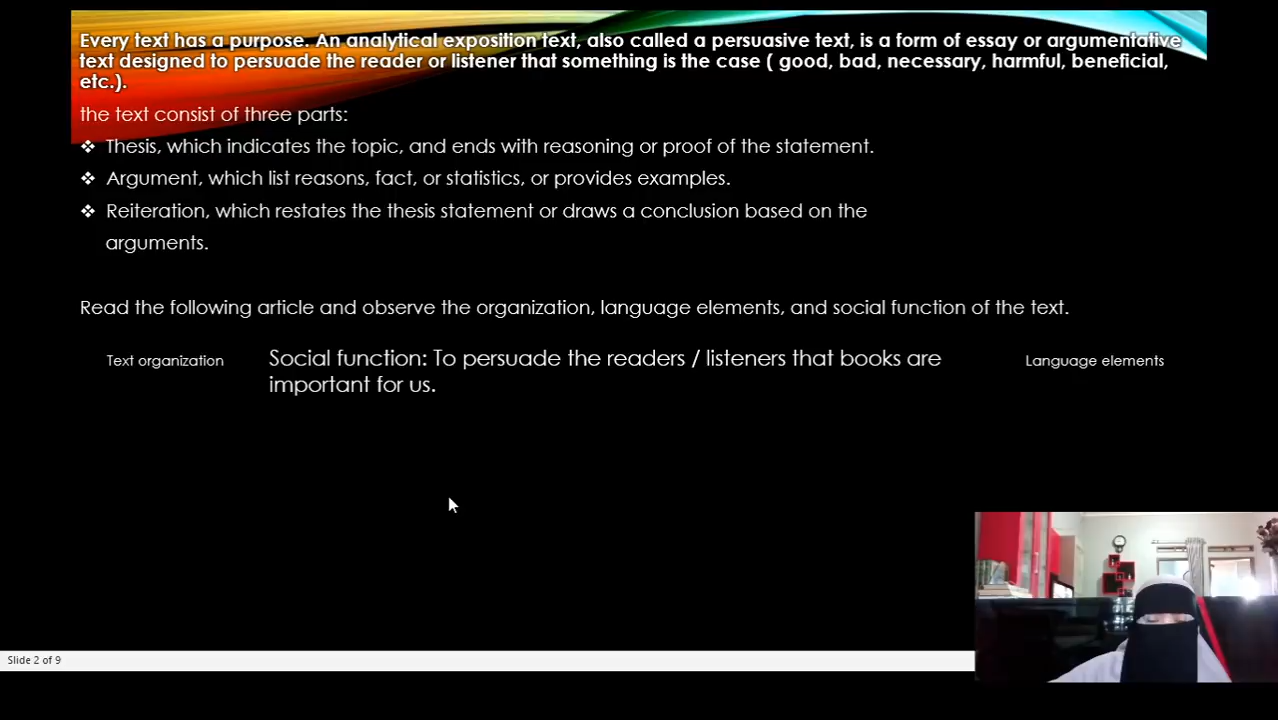 Every text has a purpose. An analytical exposition text, also called a persuasive text, is a form of essay or argumentative
text designed to persuade the reader or listener that something is the case ( good, bad, necessary, harmful, beneficial,
etc.).
the text consist of three parts:
❖ Thesis, which indicates the topic, and ends with reasoning or proof of the statement.
❖ Argument, which list reasons, fact, or statistics, or provides examples.
❖ Reiteration, which restates the thesis statement or draws a conclusion based on the
arguments.
Read the following article and observe the organization, language elements, and social function of the text.
Text organization
Social function: To persuade the readers / listeners that books are
important for us.
Language elements
Slide 2 of 9